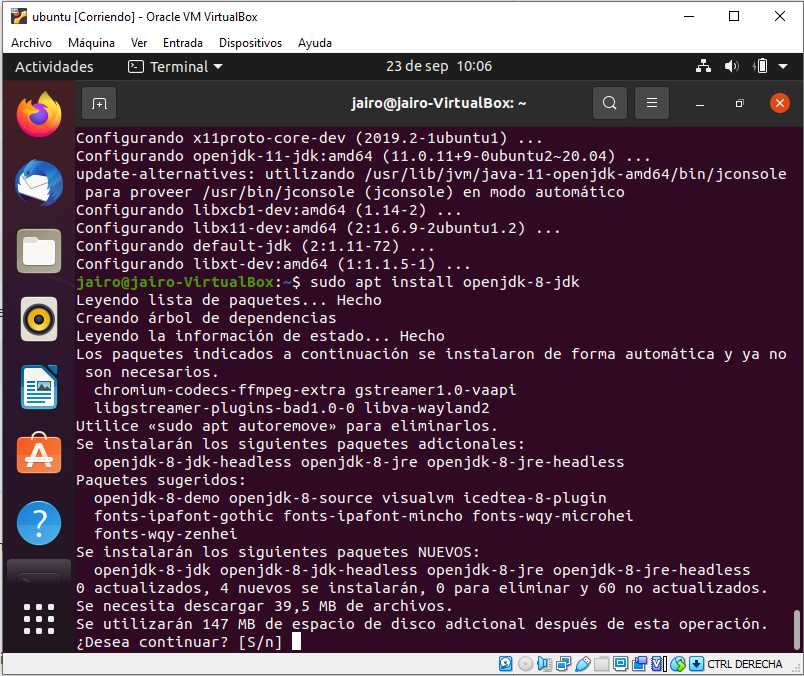 ubuntu [Corriendo] - Oracle VM VirtualBox
Archivo Máquina Ver Entrada Dispositivos Ayuda
Actividades Terminal 23 de sep 10:06
jairo@jairo-VirtualBox: ~
Configurando x11proto-core-dev (2019.2-1ubuntu1) ...
Configurando openjdk-11-jdk:amd64 (11.0.11+9-0ubuntu2~20.04) ...
update-alternatives: utilizando /usr/lib/jvm/java-11-openjdk-amd64/bin/jconsole
para proveer /usr/bin/jconsole (jconsole) en modo automático
Configurando libxcb1-dev:amd64 (1.14-2) ...
Configurando libx11-dev:amd64 (2:1.6.9-2ubuntu1.2) ...
Configurando default-jdk (2:1.11-72) ...
Configurando libxt-dev:amd64 (1:1.1.5-1) ...
jairo@jairo-VirtualBox:~$ sudo apt install openjdk-8-jdk
Leyendo lista de paquetes... Hecho
Creando árbol de dependencias
Leyendo la información de estado... Hecho
Los paquetes indicados a continuación se instalaron de forma automática y ya no
son necesarios.
chromium-codecs-ffmpeg-extra gstreamer1.0-vaapi
libgstreamer-plugins-bad1.0-0 libva-wayland2
Utilice «sudo apt autoremove» para eliminarlos.
Se instalarán los siguientes paquetes adicionales:
openjdk-8-jdk-headless openjdk-8-jre openjdk-8-jre-headless
Paquetes sugeridos:
openjdk-8-demo openjdk-8-source visualvm icedtea-8-plugin
fonts-ipafont-gothic fonts-ipafont-mincho fonts-wqy-microhei
fonts-wqy-zenhei
Se instalarán los siguientes paquetes NUEVOS:
openjdk-8-jdk openjdk-8-jdk-headless openjdk-8-jre openjdk-8-jre-headless
0 actualizados, 4 nuevos se instalarán, 0 para eliminar y 60 no actualizados.
Se necesita descargar 39,5 MB de archivos.
Se utilizarán 147 MB de espacio de disco adicional después de esta operación.
¿Desea continuar? [S/n]
CTRL DERECHA